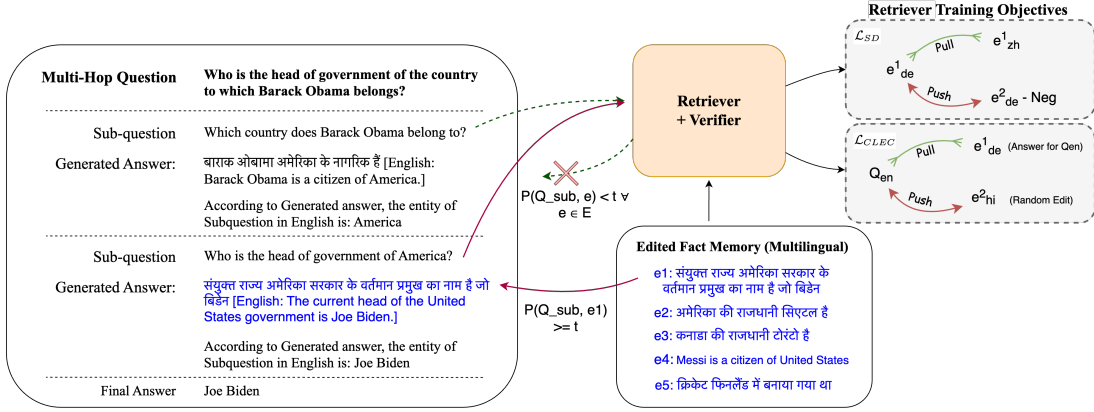 Retriever Training Objectives
Multi-Hop Question
Who is the head of government of the country
to which Barack Obama belongs?
Sub-question
Which country does Barack Obama belong to?
Generated Answer:
बाराक ओबामा अमेरिका के नागरिक हैं [English:
Barack Obama is a citizen of America.]
According to Generated answer, the entity of
Subquestion in English is: America
Sub-question
Who is the head of government of America?
Generated Answer:
संयुक्त राज्य अमेरिका सरकार के वर्तमान प्रमुख का नाम है जो
बिडेन [English: The current head of the United
States government is Joe Biden.]
According to Generated answer, the entity of
Subquestion in English is: Joe Biden
Final Answer
Joe Biden
Retriever
+ Verifier
P(Q_sub, e) < t ∀
e ∈ E
P(Q_sub, e1)
>= t
Edited Fact Memory (Multilingual)
e1: संयुक्त राज्य अमेरिका सरकार के
वर्तमान प्रमुख का नाम है जो बिडेन
e2: अमेरिका की राजधानी सिएटल है
e3: कनाडा की राजधानी टोरंटो है
e4: Messi is a citizen of United States
e5: क्रिकेट फिनलैंड में बनाया गया था
ℒSD
Pull
e¹zh
e¹de
Push
e²de - Neg
ℒCLEC
Pull
e¹de (Answer for Qen)
Qen
Push
e²hi (Random Edit)